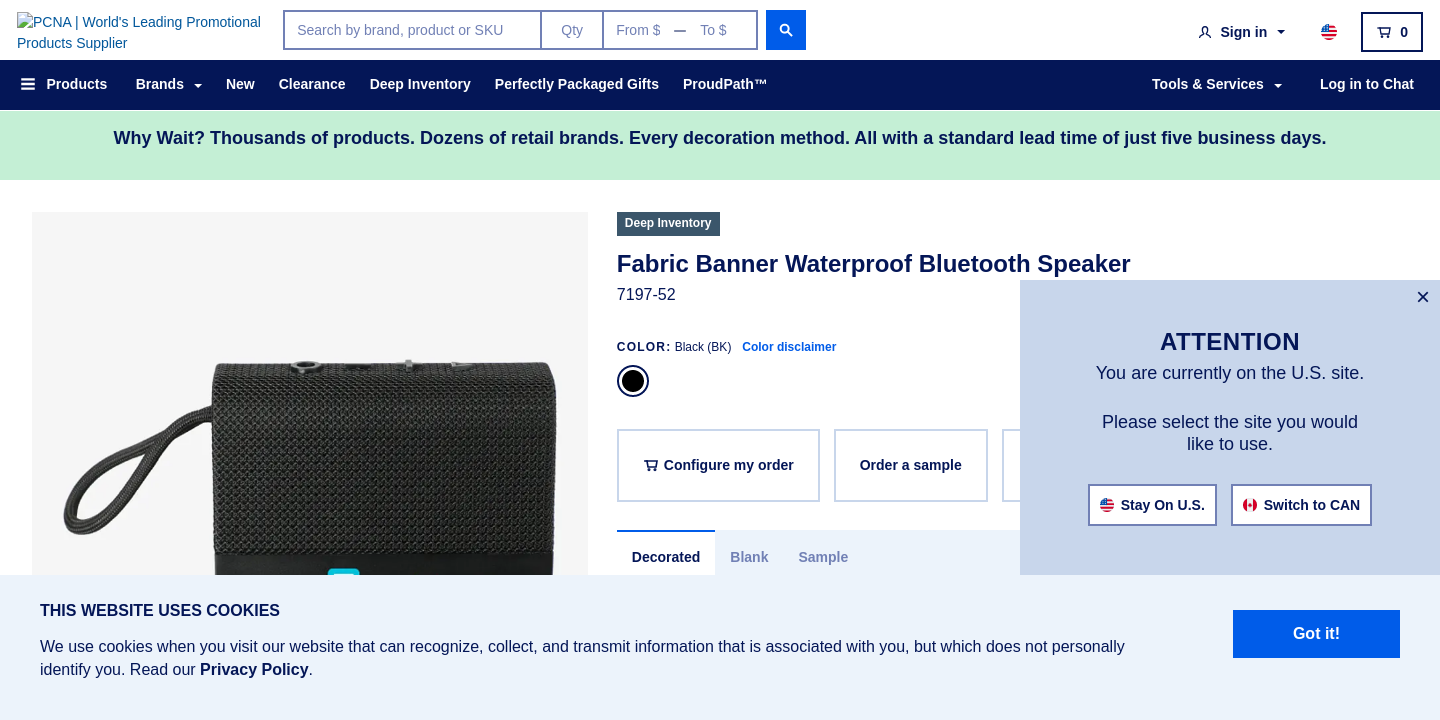 PCNA | World's Leading Promotional
Products Supplier
Search by brand, product or SKU
Qty
From $
To $
Sign in
0
Products
Brands
New
Clearance
Deep Inventory
Perfectly Packaged Gifts
ProudPath™
Tools & Services
Log in to Chat
Why Wait? Thousands of products. Dozens of retail brands. Every decoration method. All with a standard lead time of just five business days.
Deep Inventory
Fabric Banner Waterproof Bluetooth Speaker
7197-52
COLOR: Black (BK) Color disclaimer
Configure my order
Order a sample
Decorated
Blank
Sample
ATTENTION
You are currently on the U.S. site.
Please select the site you would
like to use.
Stay On U.S.
Switch to CAN
THIS WEBSITE USES COOKIES
We use cookies when you visit our website that can recognize, collect, and transmit information that is associated with you, but which does not personally
identify you. Read our Privacy Policy.
Got it!